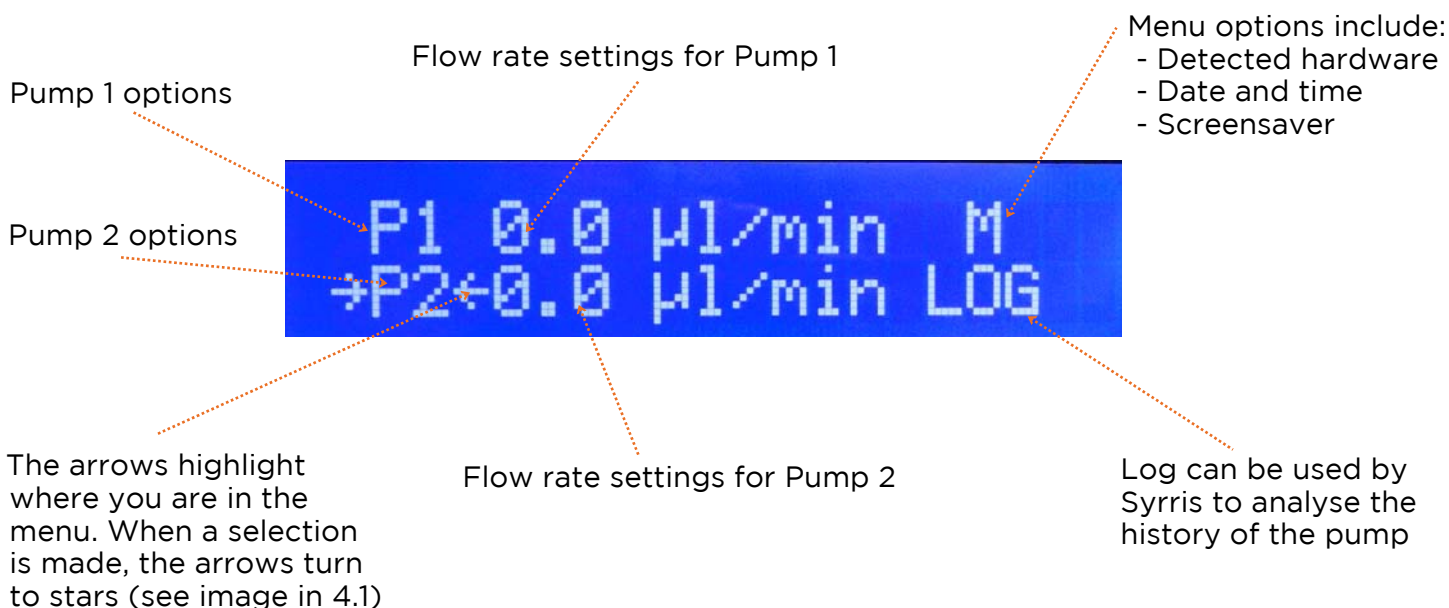 Menu options include:
- Detected hardware
- Date and time
- Screensaver
Flow rate settings for Pump 1
Pump 1 options
P1 0.0 µl/min M
Pump 2 options
→P2←0.0 µl/min LOG
The arrows highlight
where you are in the
menu. When a selection
is made, the arrows turn
to stars (see image in 4.1)
Flow rate settings for Pump 2
Log can be used by
Syrris to analyse the
history of the pump